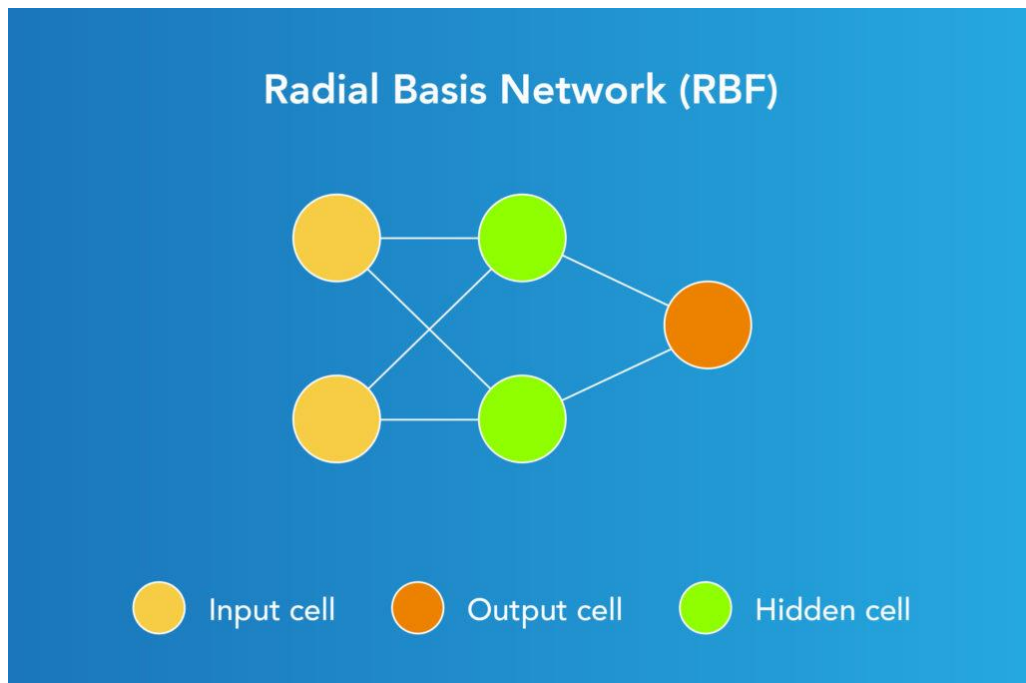 Radial Basis Network (RBF)
Input cell
Output cell
Hidden cell